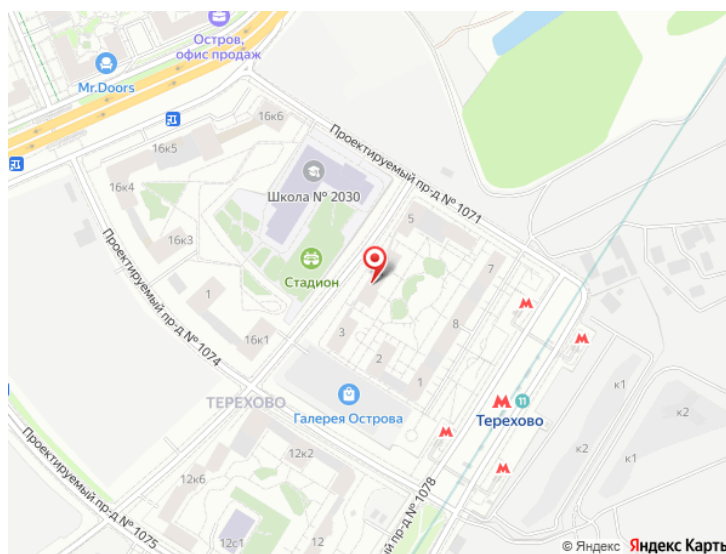 Остров,
офис продаж
Mr.Doors
16к6
16к5
Проектируемый пр-д № 1071
Школа № 2030
16к4
5
16к3
Стадион
7
1
8
Проектируемый пр-д № 1074
16к1
3
2
1
к1
ТЕРЕХОВО
Галерея Острова
11
Терехово
к2
к2
к1
12к2
Проектируемый пр-д № 1075
12к6
Проектируемый пр-д № 1078
12с1
© Яндекс Яндекс Карты